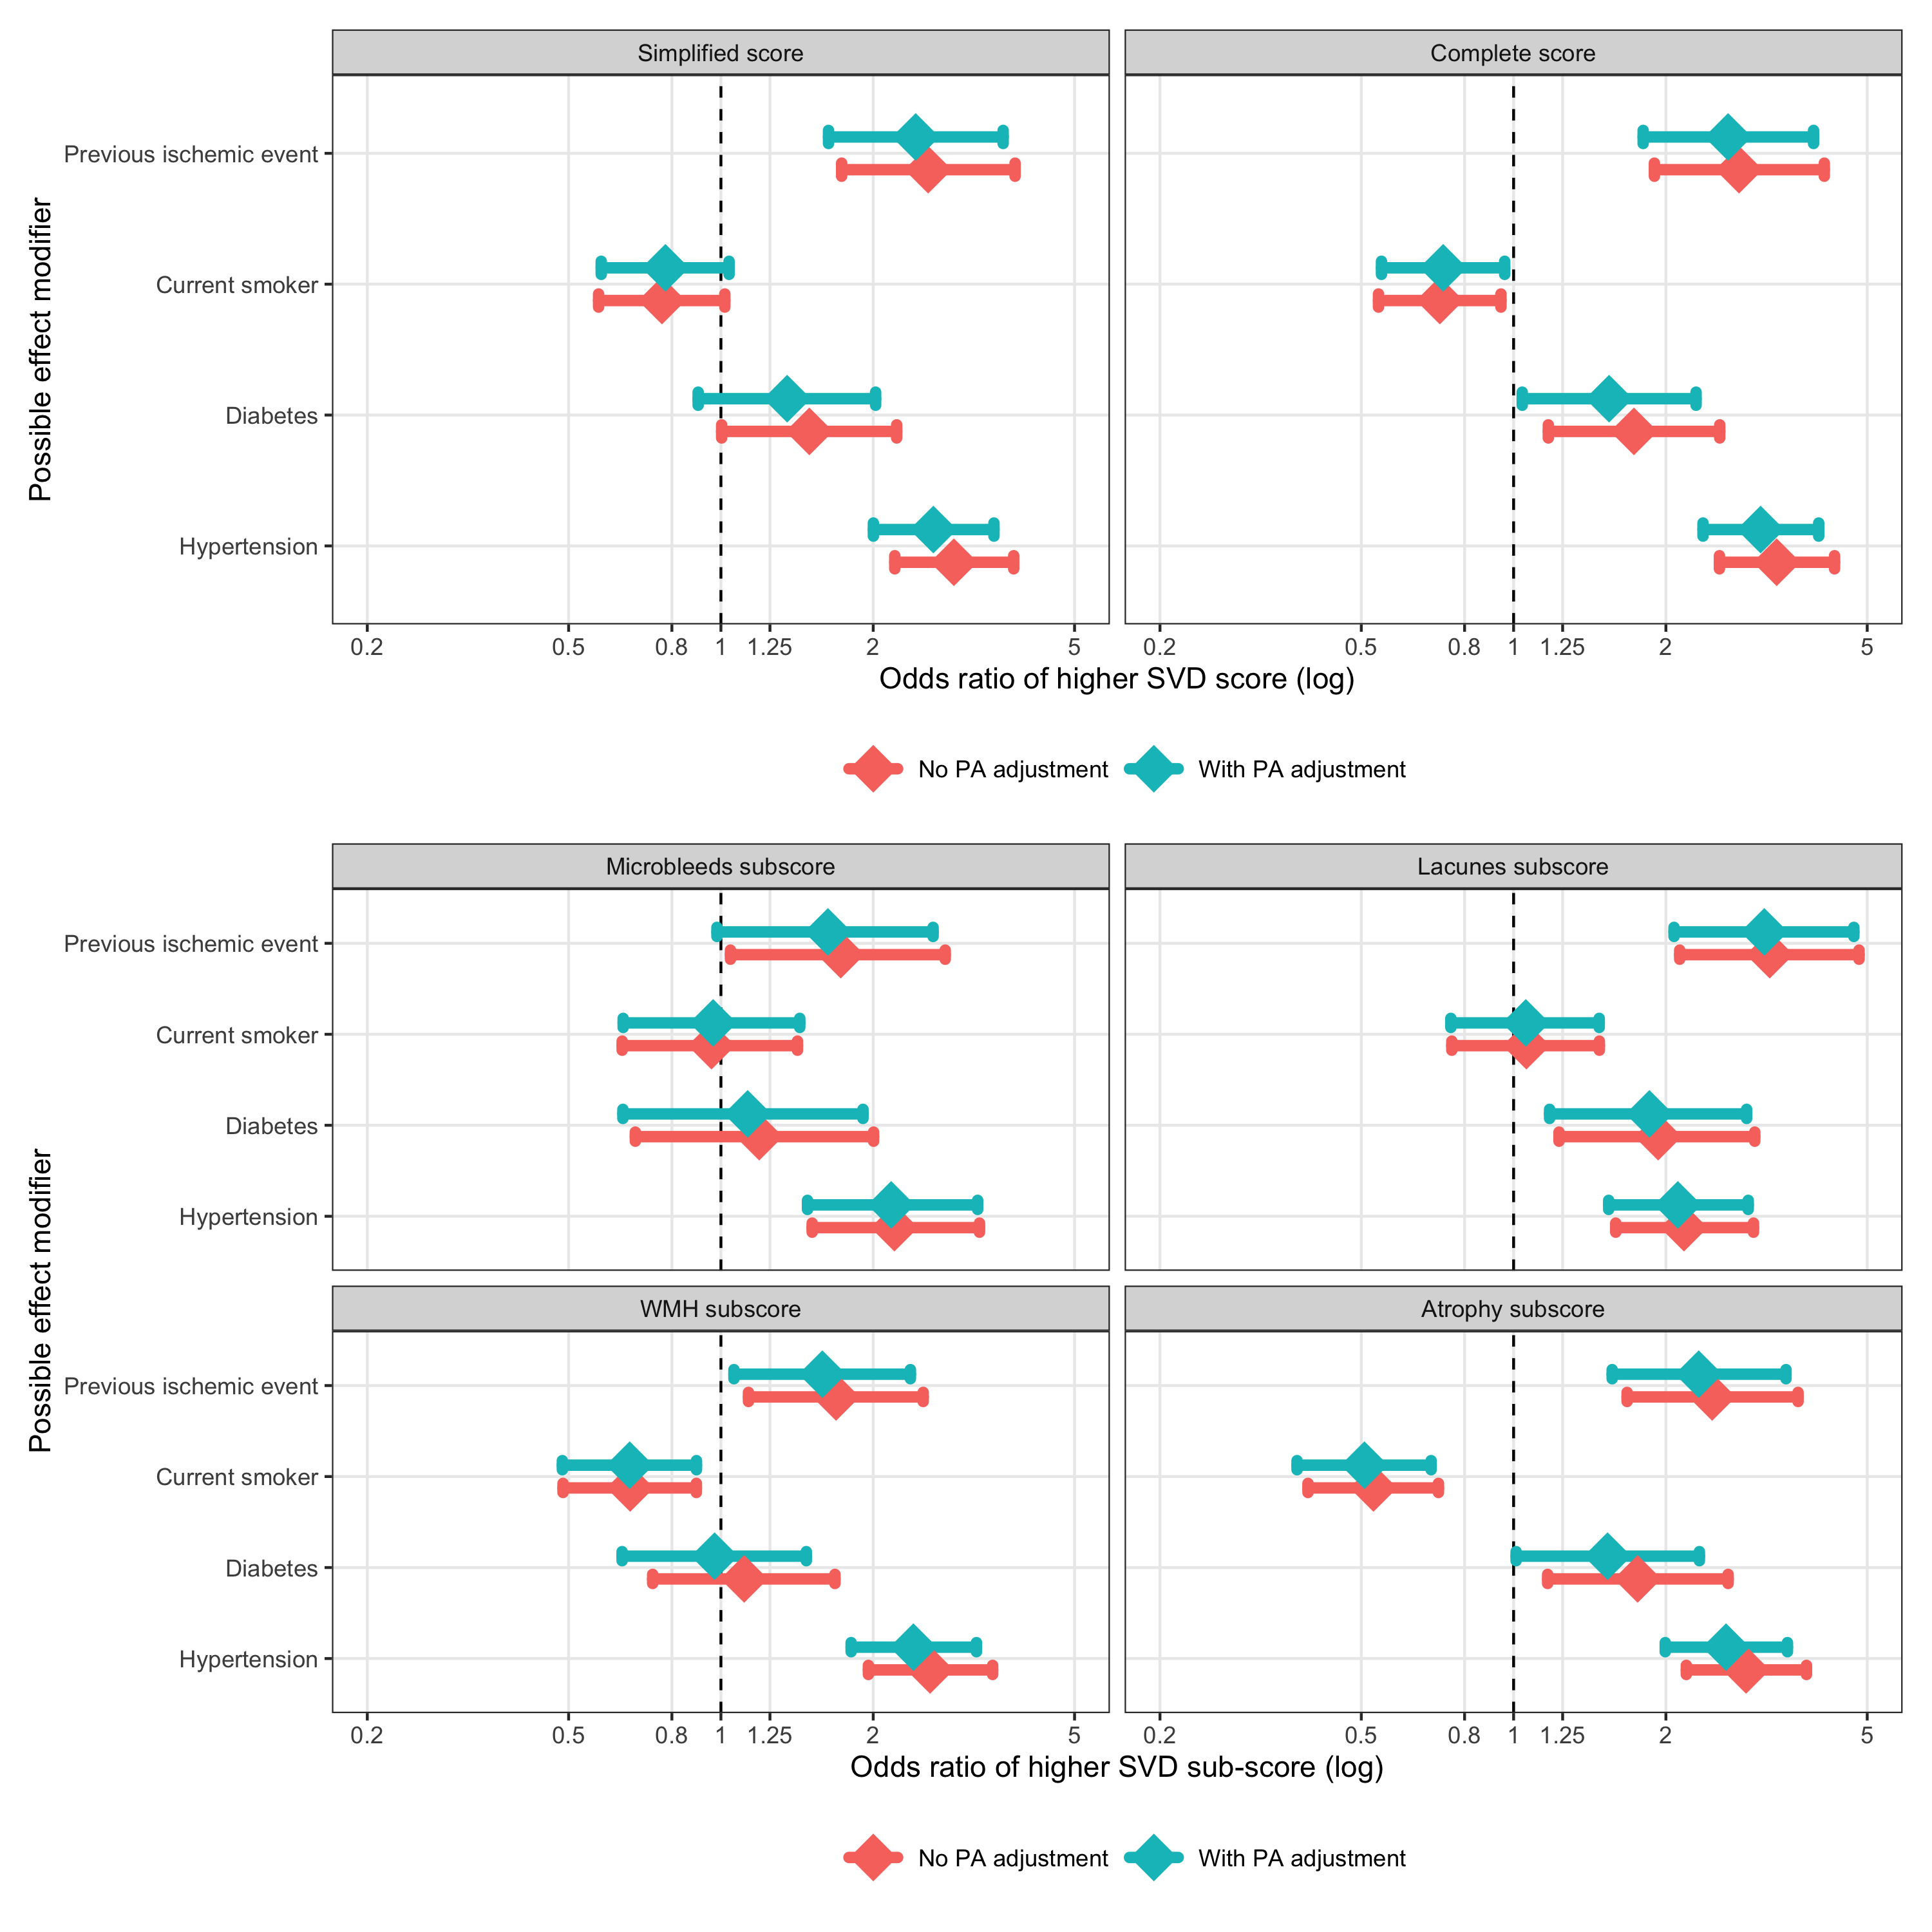 Simplified score
Complete score
Possible effect modifier
Previous ischemic event
Current smoker
Diabetes
Hypertension
0.2 0.5 0.8 1 1.25 2 5
0.2 0.5 0.8 1 1.25 2 5
Odds ratio of higher SVD score (log)
No PA adjustment With PA adjustment
Microbleeds subscore
Lacunes subscore
Possible effect modifier
Previous ischemic event
Current smoker
Diabetes
Hypertension
WMH subscore
Atrophy subscore
Previous ischemic event
Current smoker
Diabetes
Hypertension
0.2 0.5 0.8 1 1.25 2 5
0.2 0.5 0.8 1 1.25 2 5
Odds ratio of higher SVD sub-score (log)
No PA adjustment With PA adjustment